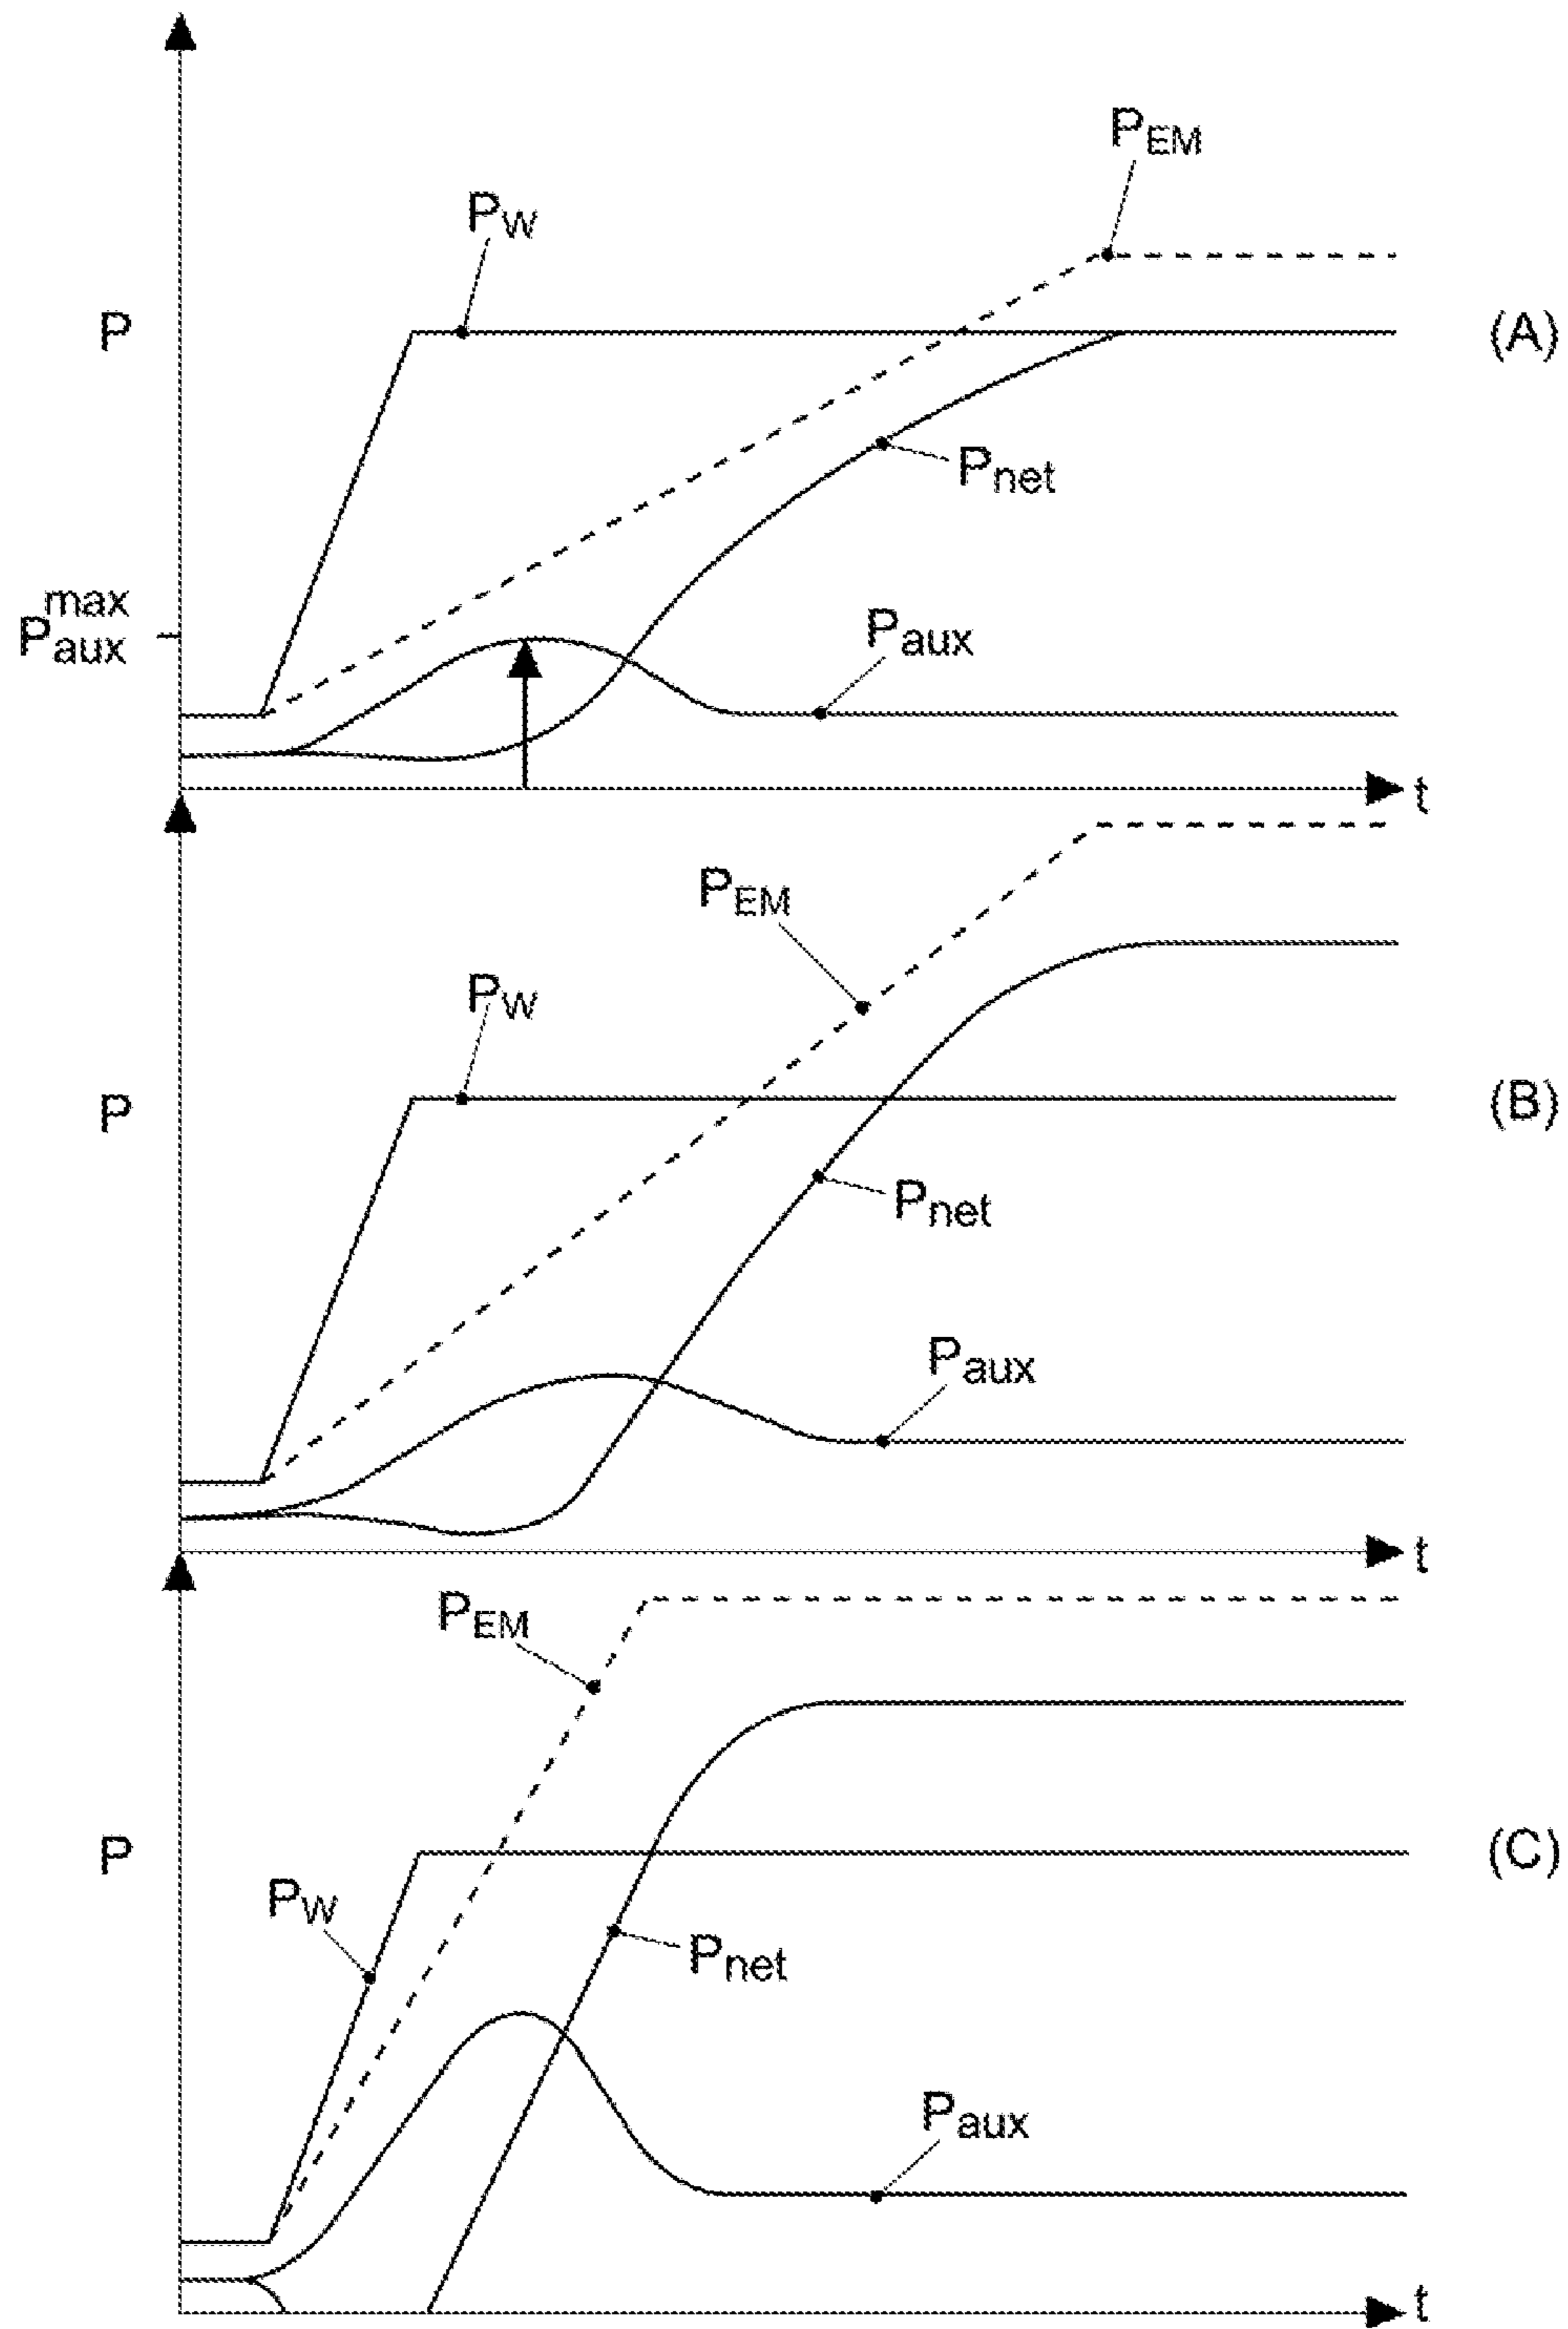 P_EM
P_W
P
(A)
P_net
P_aux^max
P_aux
t
P_EM
P_W
P
(B)
P_net
P_aux
t
P_EM
P
(C)
P_W
P_net
P_aux
t